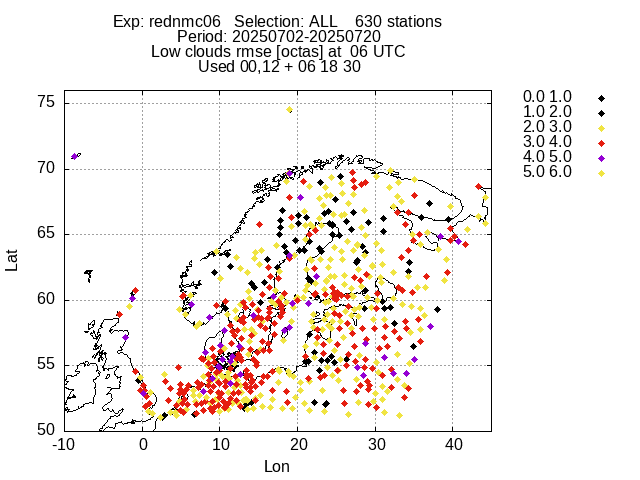 Exp: rednmc06   Selection: ALL    630 stations
Period: 20250702-20250720
Low clouds rmse [octas] at  06 UTC
Used 00,12 + 06 18 30
75
70
65
60
55
50
-10 0 10 20 30 40
Lat
Lon
0.0 1.0
1.0 2.0
2.0 3.0
3.0 4.0
4.0 5.0
5.0 6.0